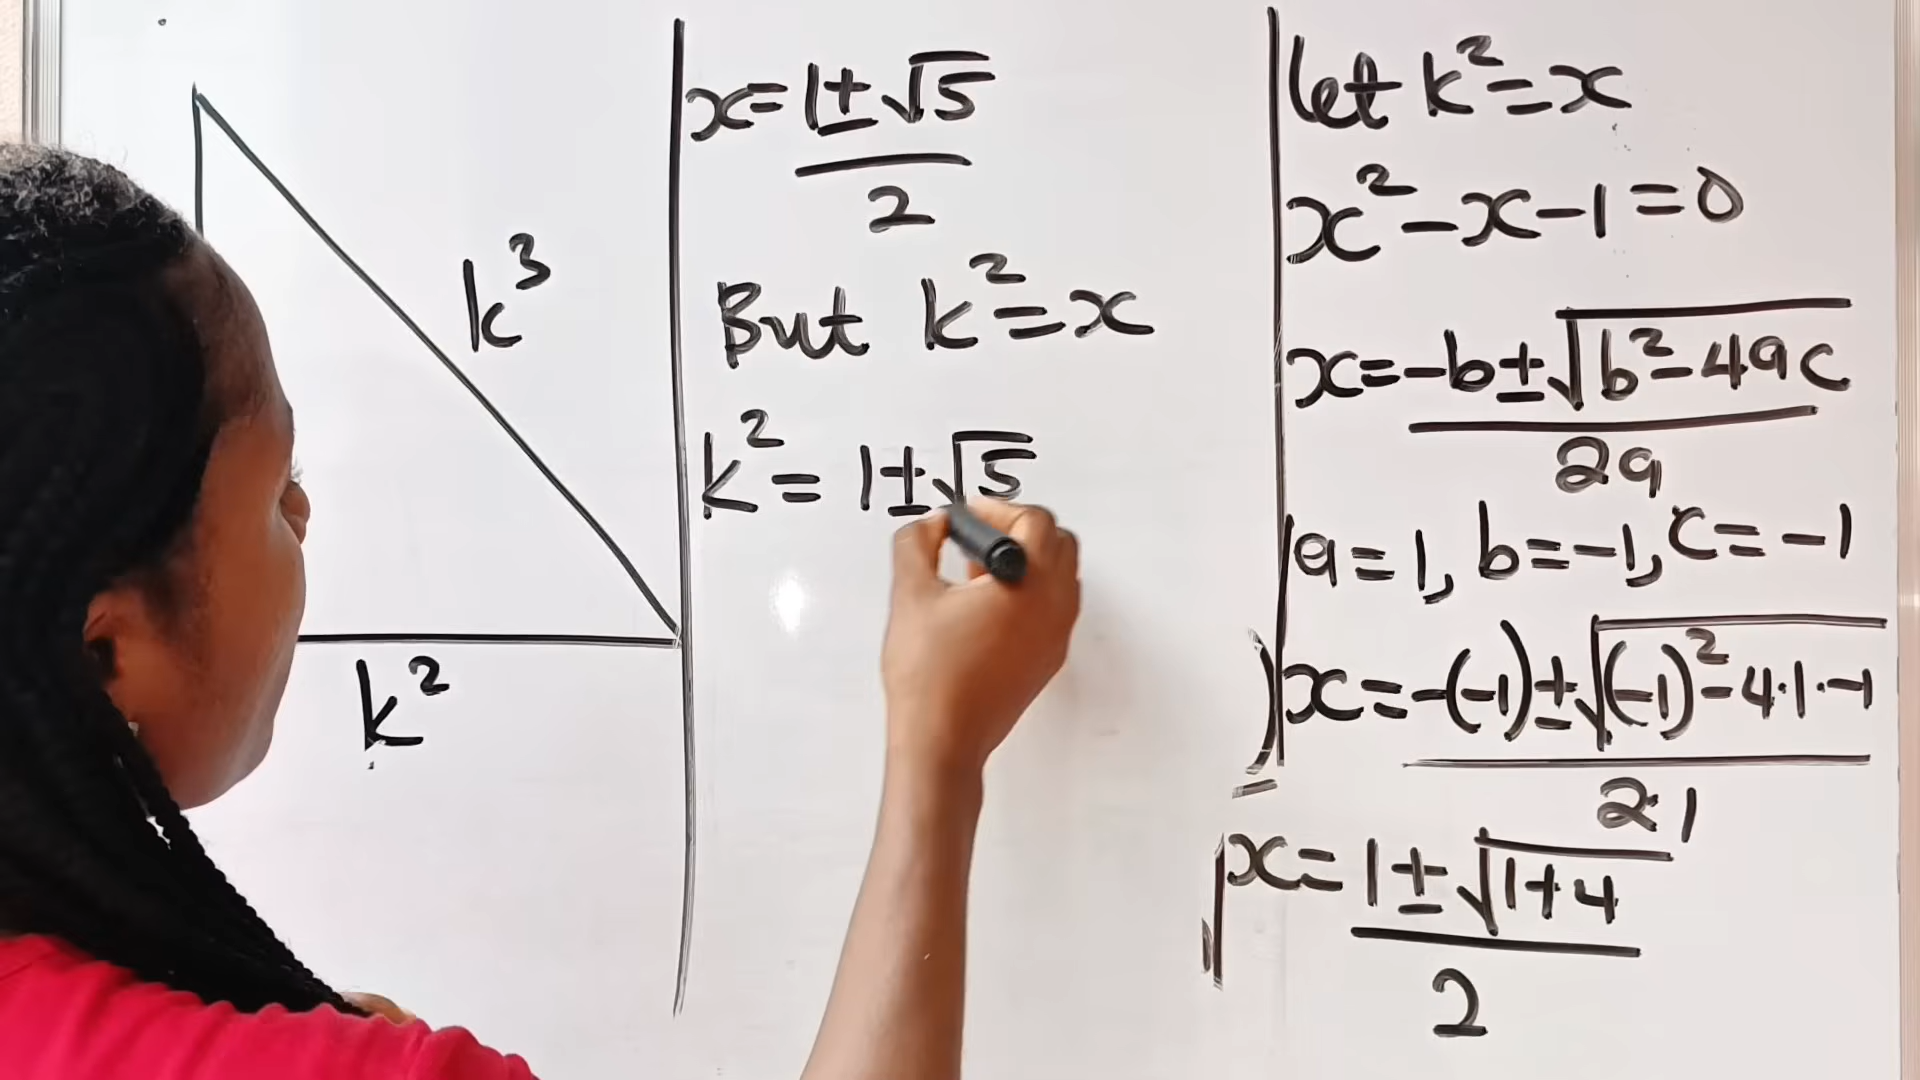 k³
k²
x = 1 ± √5
2
But k² = x
k² = 1 ± √5
let k² = x
x² - x - 1 = 0
x = -b ± √b² - 4ac
2a
a = 1, b = -1, c = -1
x = -(-1) ± √(-1)² - 4·1·-1
2·1
x = 1 ± √1+4
2